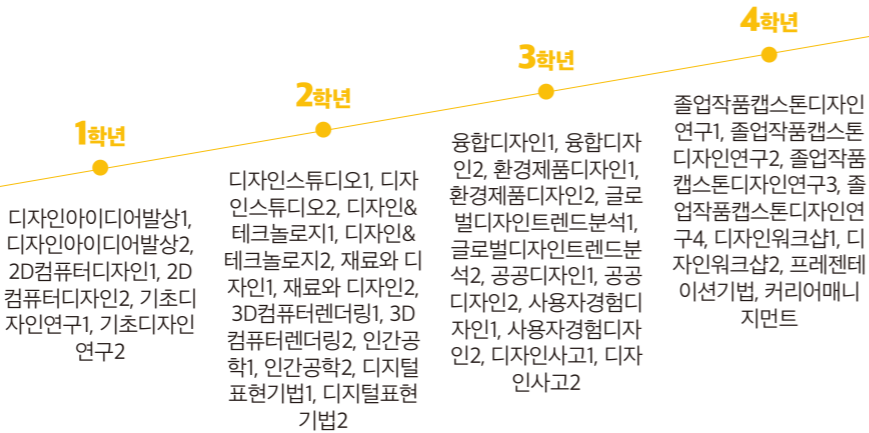 1학년
디자인아이디어발상1,
디자인아이디어발상2,
2D컴퓨터디자인1, 2D
컴퓨터디자인2, 기초디
자인연구1, 기초디자인
연구2
2학년
디자인스튜디오1, 디자
인스튜디오2, 디자인&
테크놀로지1, 디자인&
테크놀로지2, 재료와 디
자인1, 재료와 디자인2,
3D컴퓨터렌더링1, 3D
컴퓨터렌더링2, 인간공
학1, 인간공학2, 디지털
표현기법1, 디지털표현
기법2
3학년
융합디자인1, 융합디자
인2, 환경제품디자인1,
환경제품디자인2, 글로
벌디자인트렌드분석1,
글로벌디자인트렌드분
석2, 공공디자인1, 공공
디자인2, 사용자경험디
자인1, 사용자경험디자
인2, 디자인사고1, 디자
인사고2
4학년
졸업작품캡스톤디자인
연구1, 졸업작품캡스톤
디자인연구2, 졸업작품
캡스톤디자인연구3, 졸
업작품캡스톤디자인연
구4, 디자인워크샵1, 디
자인워크샵2, 프레젠테
이션기법, 커리어매니
지먼트